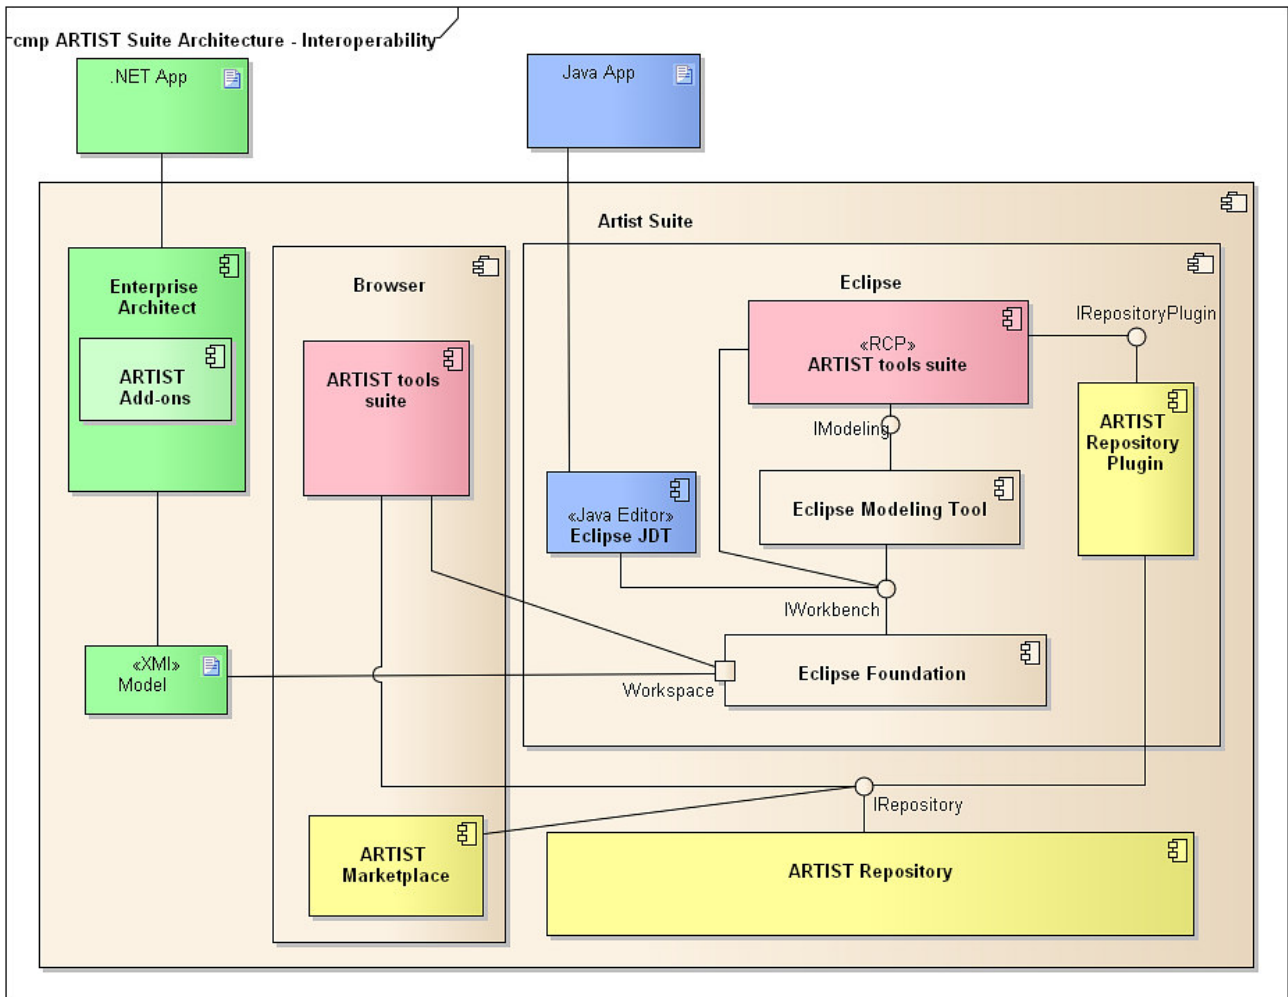 cmp ARTIST Suite Architecture - Interoperability
.NET App
Java App
Artist Suite
Enterprise
Architect
ARTIST
Add-ons
Browser
ARTIST tools
suite
Eclipse
«RCP»
ARTIST tools suite
IRepositoryPlugin
IModeling
ARTIST
Repository
Plugin
«Java Editor»
Eclipse JDT
Eclipse Modeling Tool
IWorkbench
«XMI»
Model
Workspace
Eclipse Foundation
IRepository
ARTIST
Marketplace
ARTIST Repository